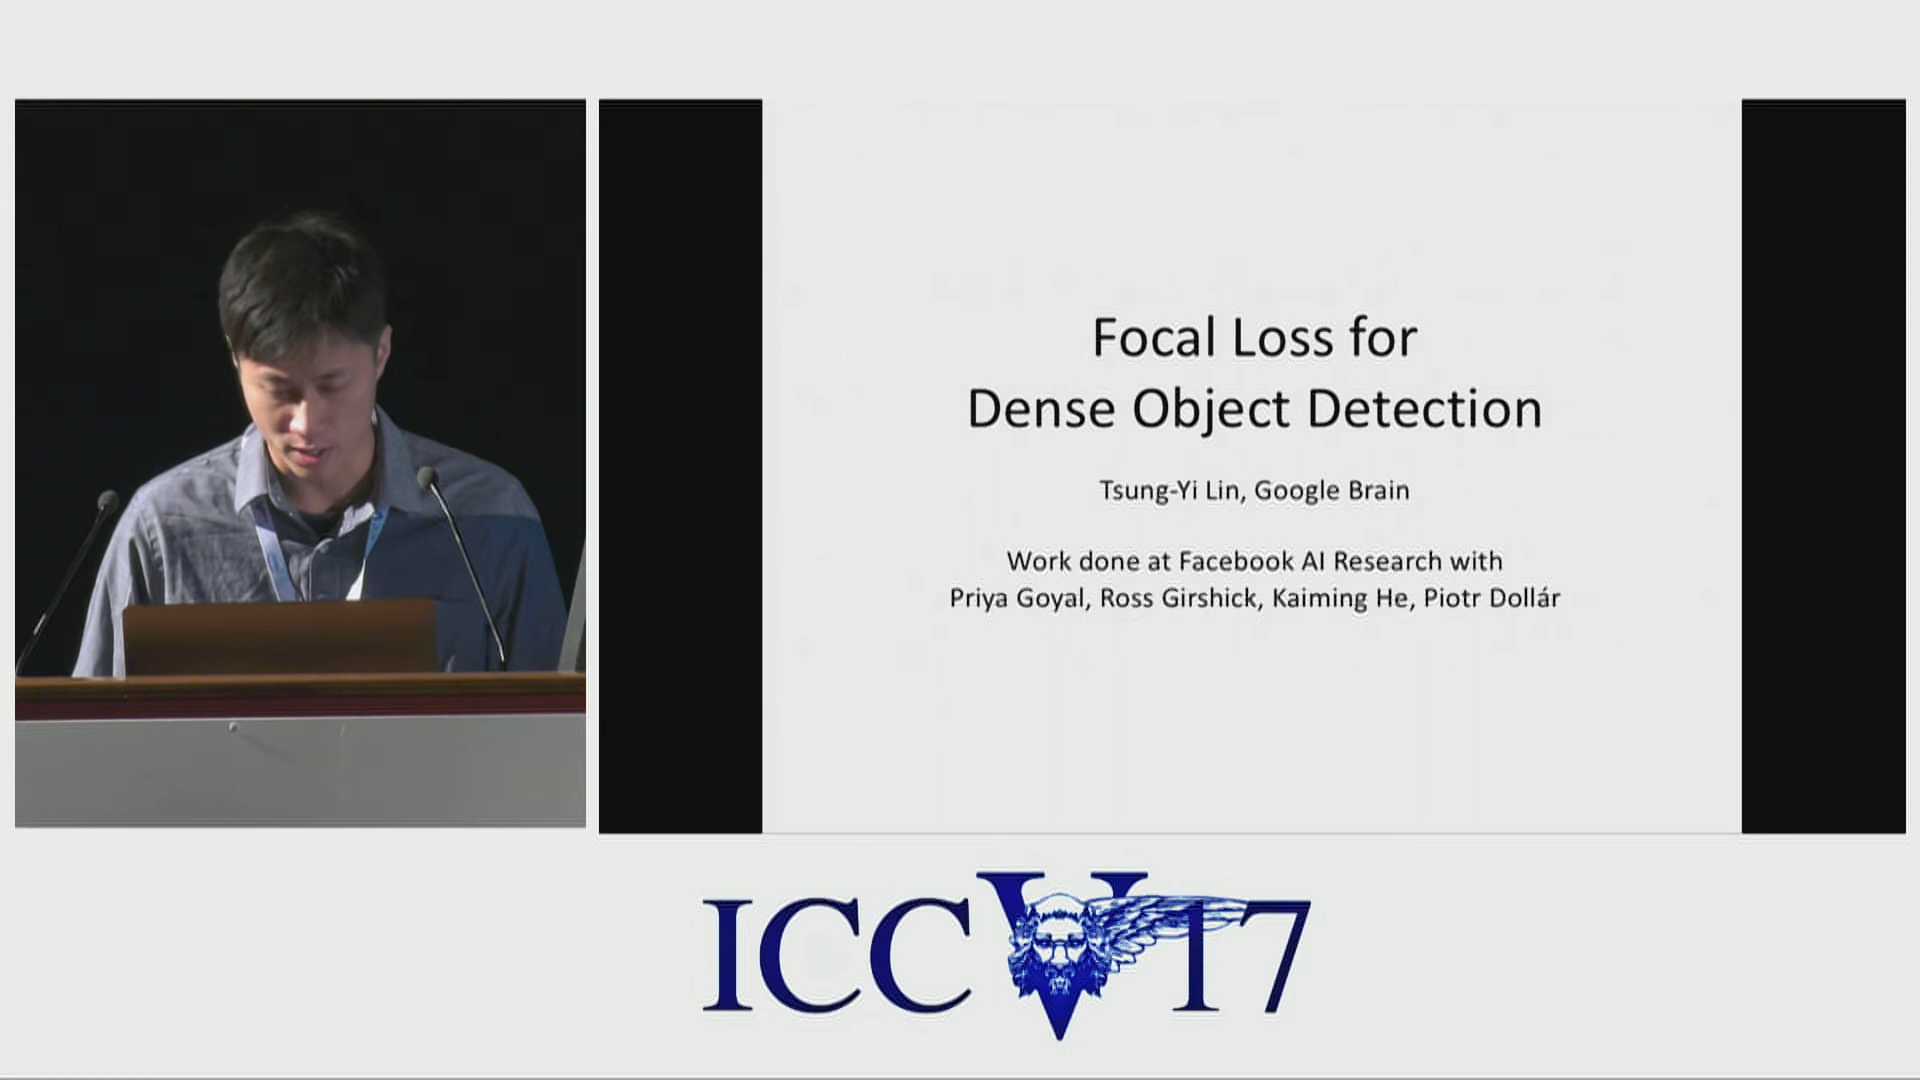 Focal Loss for
Dense Object Detection
Tsung-Yi Lin, Google Brain
Work done at Facebook AI Research with
Priya Goyal, Ross Girshick, Kaiming He, Piotr Dollár
ICCV17